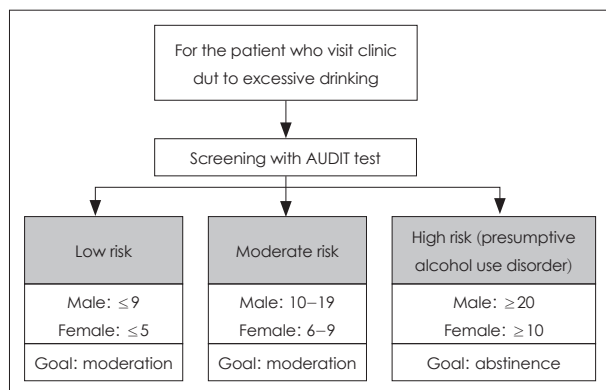 For the patient who visit clinic
dut to excessive drinking
Screening with AUDIT test
Low risk
Male: ≤9
Female: ≤5
Goal: moderation
Moderate risk
Male: 10–19
Female: 6–9
Goal: moderation
High risk (presumptive
alcohol use disorder)
Male: ≥20
Female: ≥10
Goal: abstinence